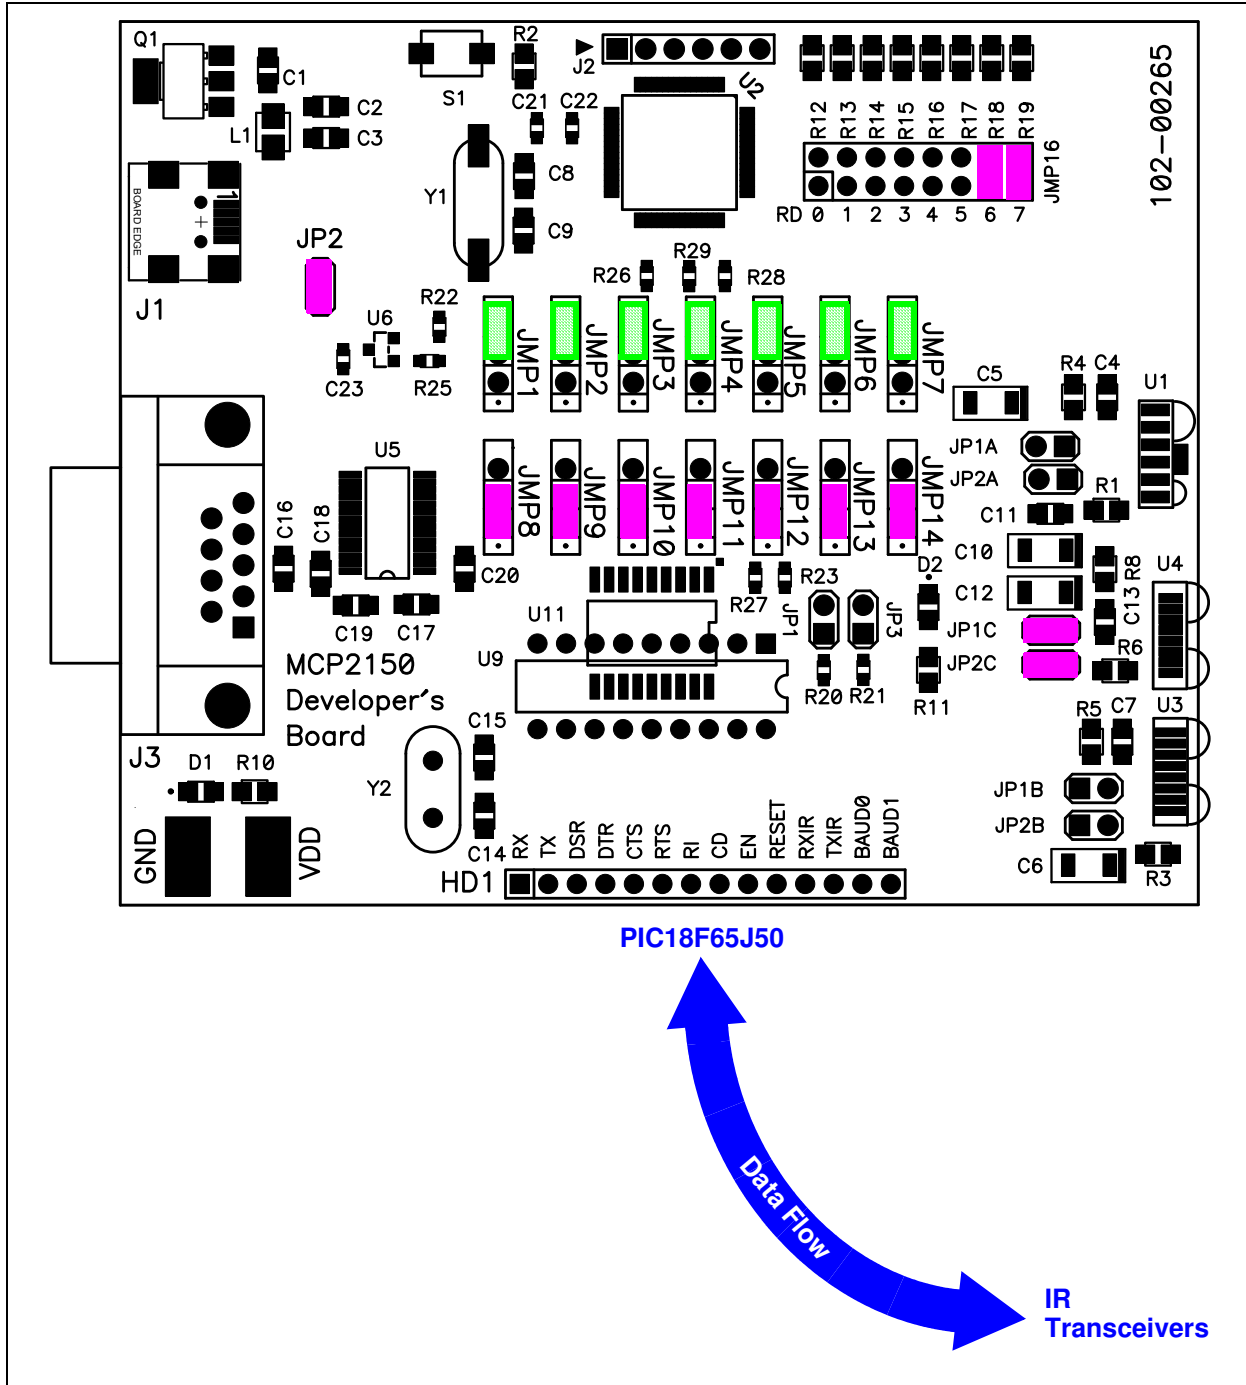 Q1
C1
C2
L1
C3
S1
R2
C21
C22
J2
U2
R12
R13
R14
R15
R16
R17
R18
R19
JMP16
102-00265
RD 0 1 2 3 4 5 6 7
1
BOARD EDGE
J1
Y1
C8
C9
JP2
R26
R29
R28
R22
U6
C23
R25
JMP1
JMP2
JMP3
JMP4
JMP5
JMP6
JMP7
C5
R4
C4
U1
JP1A
JP2A
R1
C11
U5
C16
C18
C20
C19
C17
JMP8
JMP9
JMP10
JMP11
JMP12
JMP13
JMP14
D2
C10
C12
R8
C13
U4
JP1C
JP2C
R6
R27
R23
JP1
JP3
U11
U9
R20
R21
R11
MCP2150
Developer's
Board
J3
D1
R10
GND
VDD
Y2
C15
C14
R5
C7
U3
JP1B
JP2B
C6
R3
HD1
RX
TX
DSR
DTR
CTS
RTS
RI
CD
EN
RESET
RXIR
TXIR
BAUD0
BAUD1
PIC18F65J50
Data Flow
IR
Transceivers